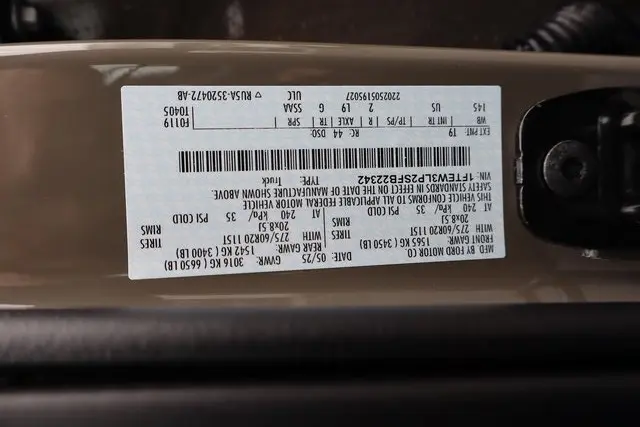 MFD. BY FORD MOTOR CO.
DATE: 05/25 GVWR: 3016 KG ( 6650 LB)
FRONT GAWR: 1565 KG ( 3450 LB) REAR GAWR: 1542 KG ( 3400 LB)
WITH 275/60R20 115T TIRES WITH 275/60R20 115T TIRES
20x8.5J RIMS 20x8.5J RIMS
AT 240 kPa/ 35 PSI COLD AT 240 kPa/ 35 PSI COLD
THIS VEHICLE CONFORMS TO ALL APPLICABLE FEDERAL MOTOR VEHICLE
SAFETY STANDARDS IN EFFECT ON THE DATE OF MANUFACTURE SHOWN ABOVE.
VIN: 1FTEW3LP2SFB22342 TYPE: Truck
EXT PNT: T9 RC: 44 DSO: F0119 T0405
WB INT TR TP/PS R AXLE TR SPR
145 US 2 L9 G SSAA
2202505195027 ULC ▽ RU5A-3520472-AB